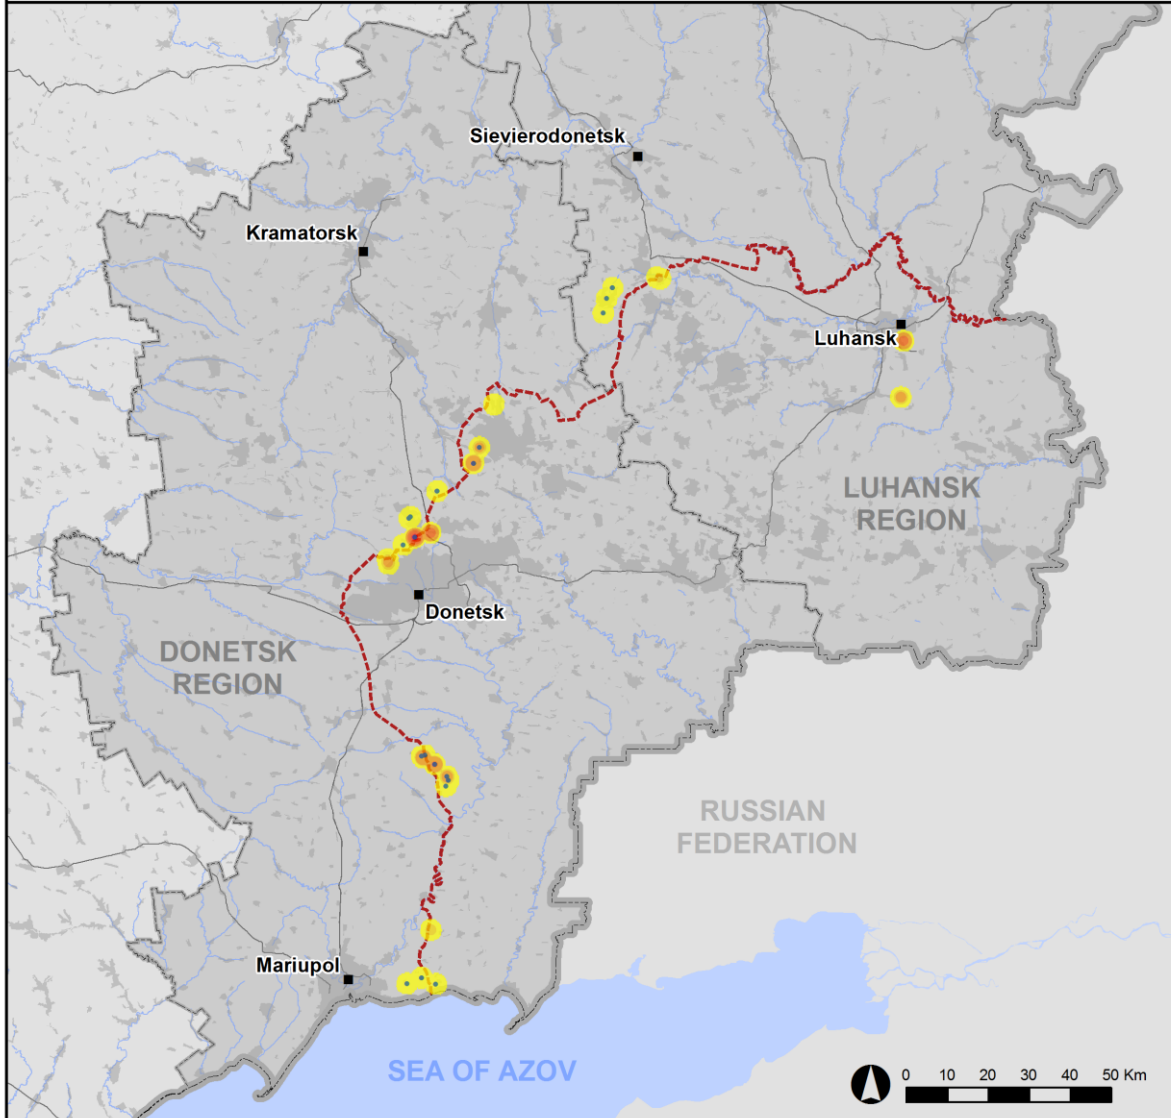 Sievierodonetsk
Kramatorsk
Luhansk
LUHANSK
REGION
Donetsk
DONETSK
REGION
RUSSIAN
FEDERATION
Mariupol
SEA OF AZOV
0 10 20 30 40 50 Km